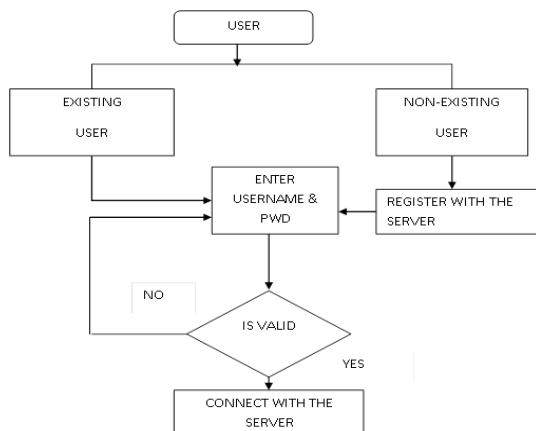 USER
EXISTING
USER
NON-EXISTING
USER
ENTER
USERNAME &
PWD
REGISTER WITH THE
SERVER
NO
IS VALID
YES
CONNECT WITH THE
SERVER